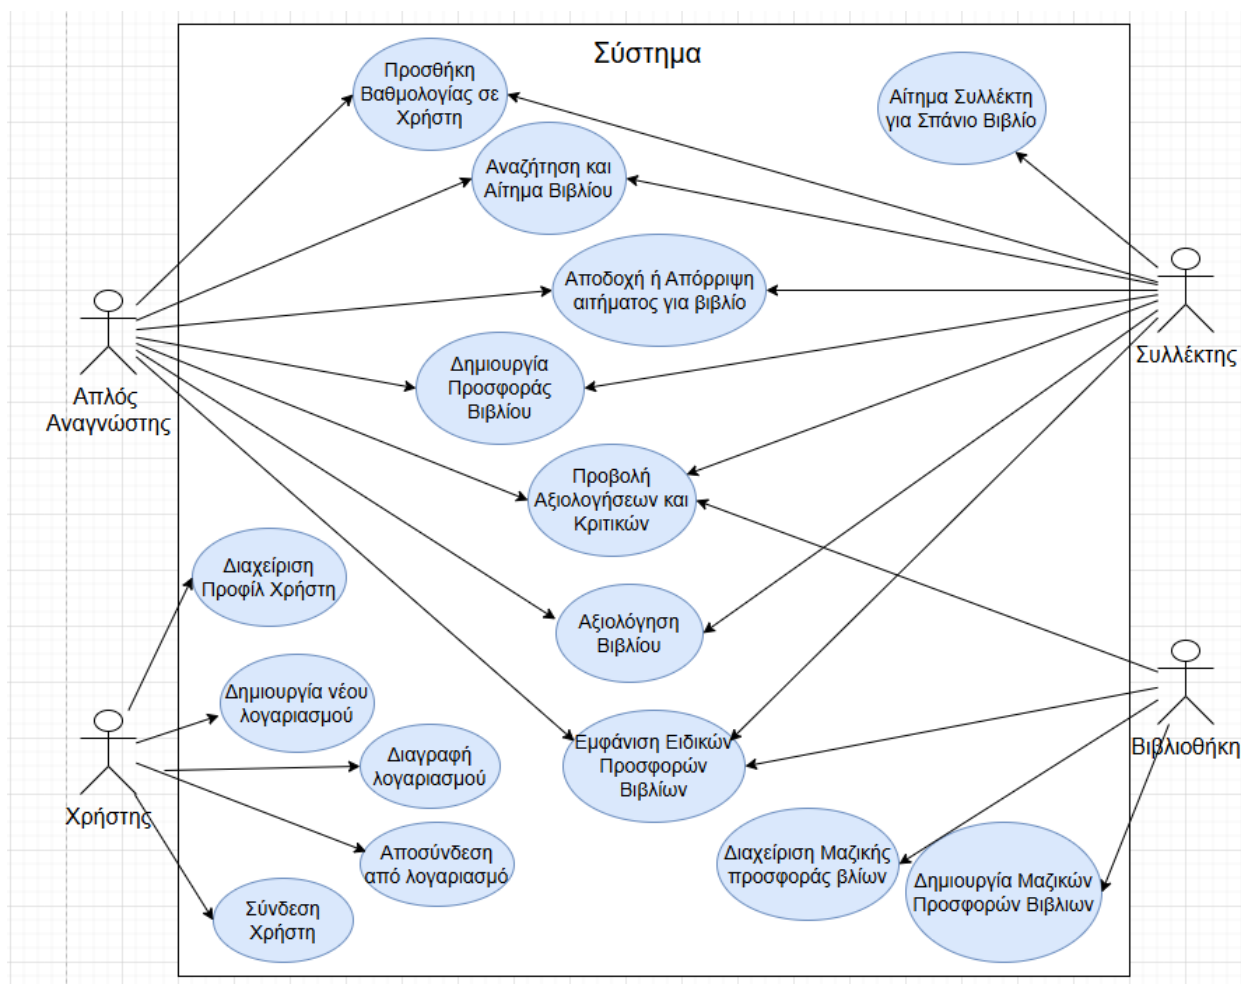 Σύστημα
Προσθήκη
Βαθμολογίας σε
Χρήστη
Αίτημα Συλλέκτη
για Σπάνιο Βιβλίο
Αναζήτηση και
Αίτημα Βιβλίου
Αποδοχή ή Απόρριψη
αιτήματος για βιβλίο
Συλλέκτης
Απλός
Αναγνώστης
Δημιουργία
Προσφοράς
Βιβλίου
Προβολή
Αξιολογήσεων και
Κριτικών
Διαχείριση
Προφίλ Χρήστη
Αξιολόγηση
Βιβλίου
Δημιουργία νέου
λογαριασμού
Βιβλιοθήκη
Εμφάνιση Ειδικών
Προσφορών
Βιβλίων
Διαγραφή
λογαριασμού
Χρήστης
Αποσύνδεση
από λογαριασμό
Διαχείριση Μαζικής
προσφοράς βλίων
Δημιουργία Μαζικών
Προσφορών Βιβλιων
Σύνδεση
Χρήστη